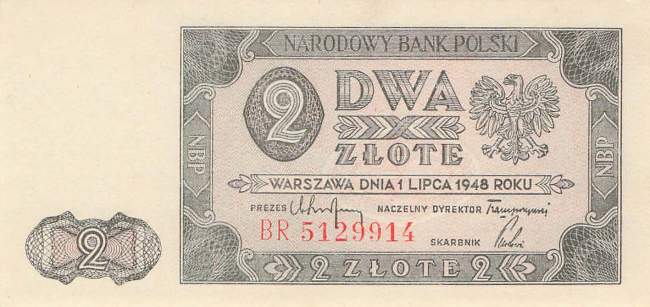 NARODOWY BANK POLSKI
2 DWA
ZŁOTE
NBP NBP
WARSZAWA DNIA 1 LIPCA 1948 ROKU
PREZES NACZELNY DYREKTOR
BR 5129914 SKARBNIK
2
2 ZŁOTE 2